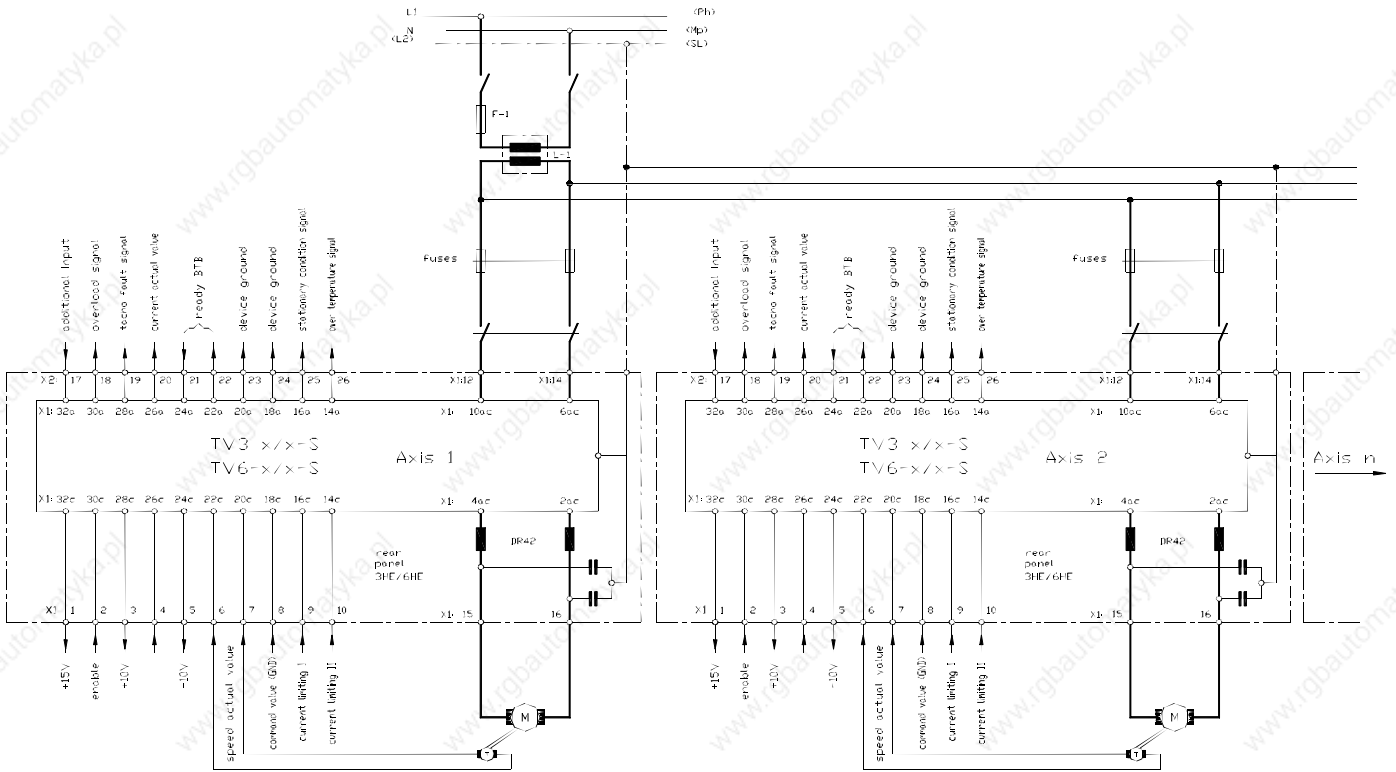 L1 (Ph)
N (Mp)
(L2) (SL)
F-1
L-1
fuses
fuses
additional input
overload signal
tacho fault signal
current actual value
ready BTB
device ground
device ground
stationary condition signal
over temperature signal
additional input
overload signal
tacho fault signal
current actual value
ready BTB
device ground
device ground
stationary condition signal
over temperature signal
X2: 17 18 19 20 21 22 23 24 25 26 X1:12 X1:14
X2: 17 18 19 20 21 22 23 24 25 26 X1:12 X1:14
X1: 32a 30a 28a 26a 24a 22a 20a 18a 16a 14a X1: 10ac 6ac
X1: 32a 30a 28a 26a 24a 22a 20a 18a 16a 14a X1: 10ac 6ac
TV3 x/x-S
TV6-x/x-S
Axis 1
TV3 x/x-S
TV6-x/x-S
Axis 2
Axis n
X1: 32c 30c 28c 26c 24c 22c 20c 18c 16c 14c X1: 4ac 2ac
X1: 32c 30c 28c 26c 24c 22c 20c 18c 16c 14c X1: 4ac 2ac
DR42
rear
panel
3HE/6HE
DR42
rear
panel
3HE/6HE
X1 1 2 3 4 5 6 7 8 9 10 X1: 15 16
X1 1 2 3 4 5 6 7 8 9 10 X1: 15 16
+15V
enable
+10V
-10V
speed actual value
command value (GND)
current limiting I
current limiting II
M
T
+15V
enable
+10V
-10V
speed actual value
command value (GND)
current limiting I
current limiting II
M
T
www.rgbautomatyka.pl